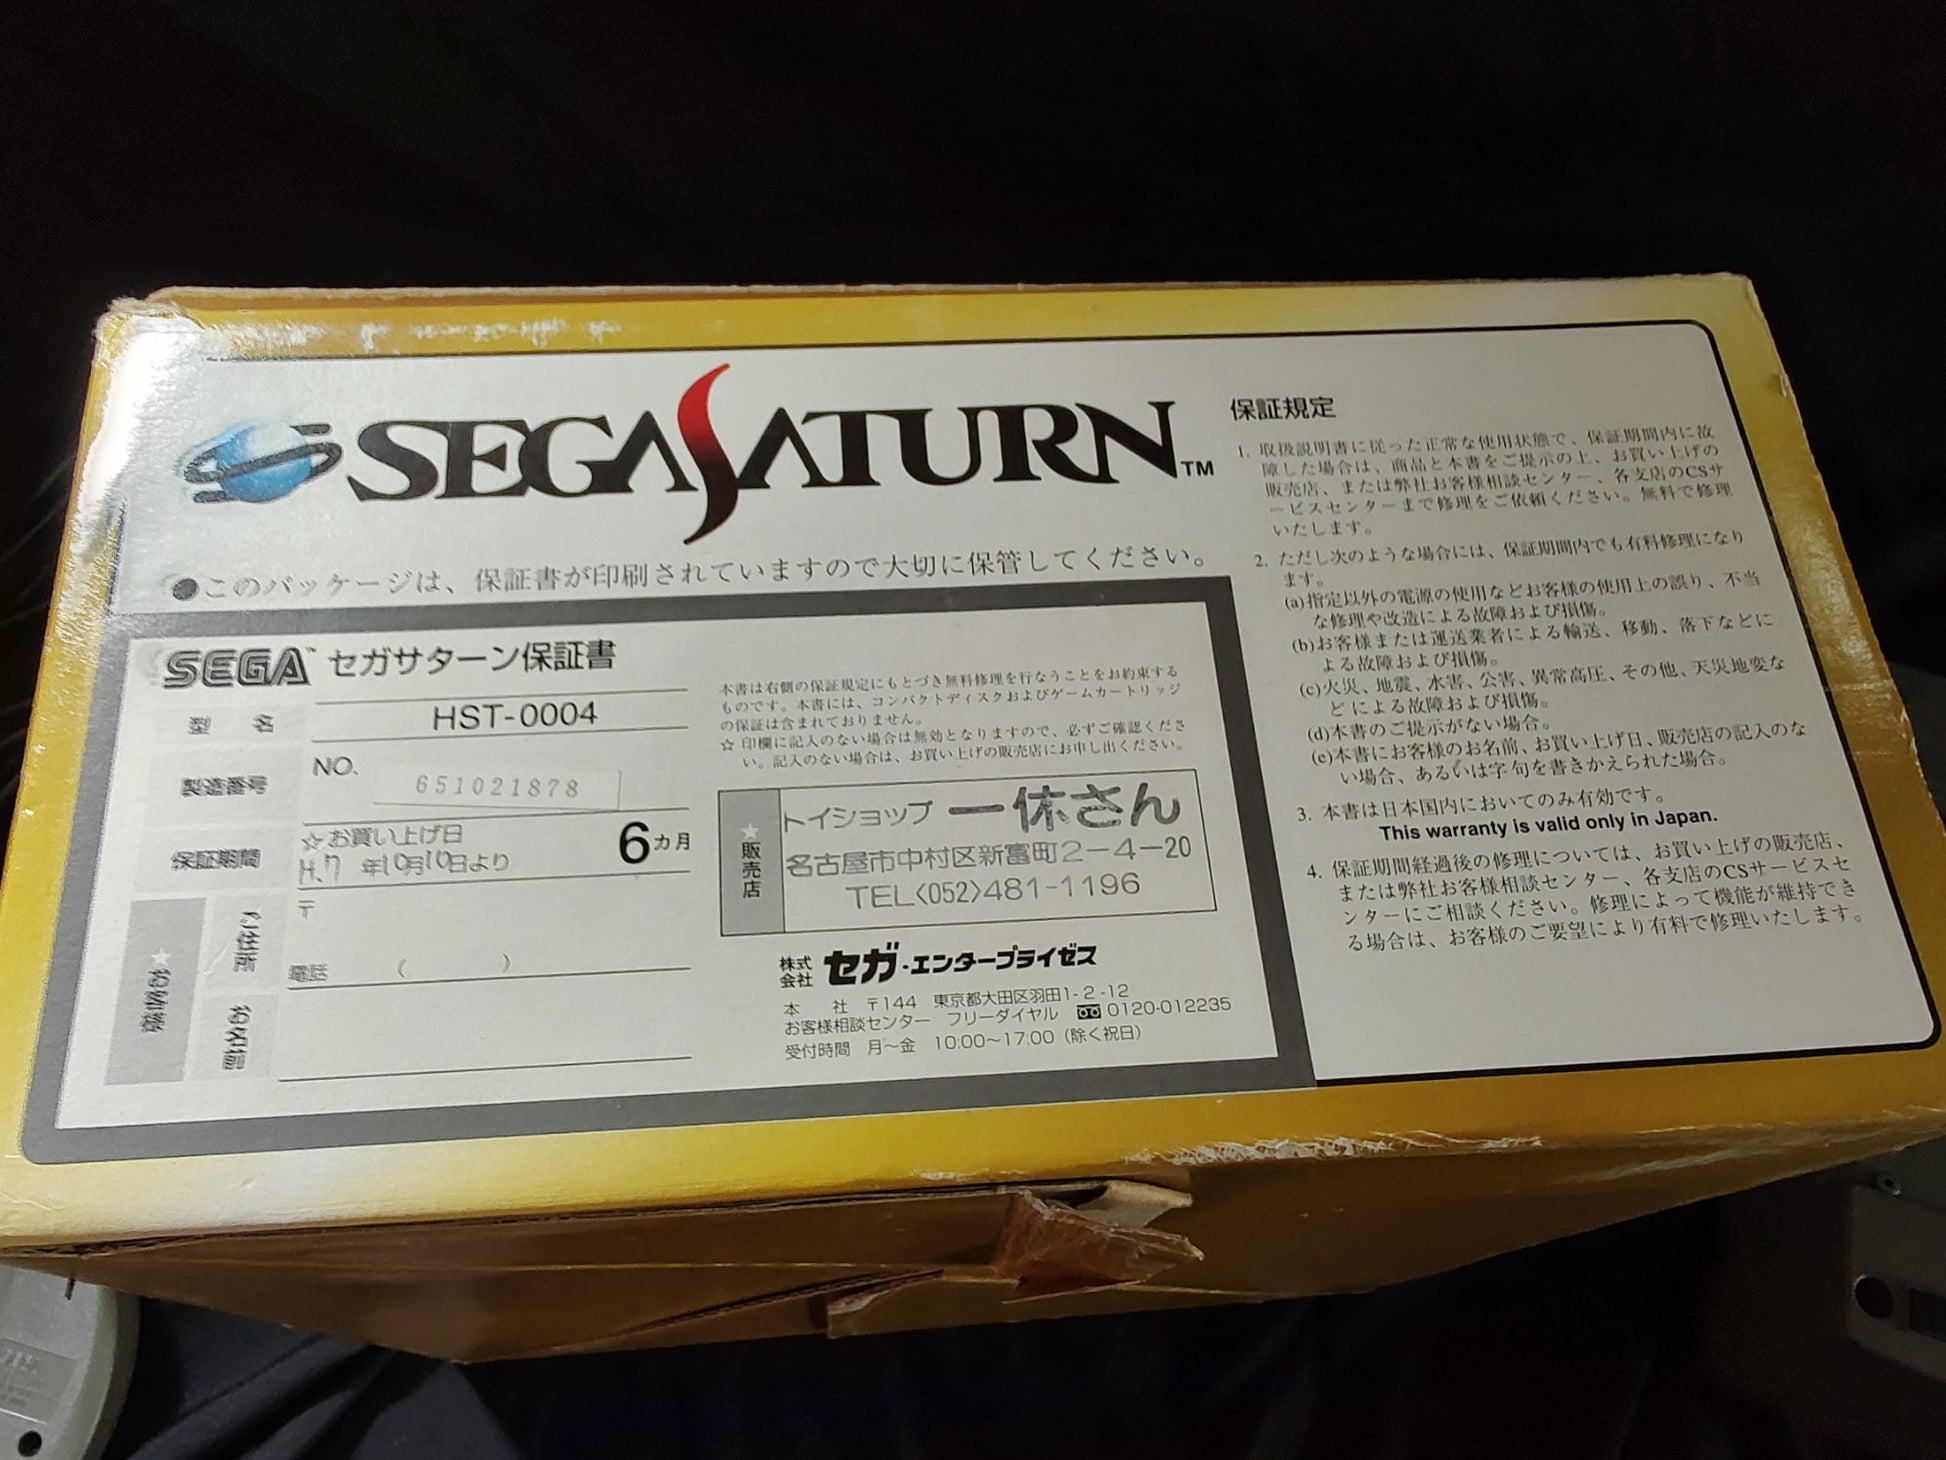 SEGA SATURN TM
●このパッケージは、保証書が印刷されていますので大切に保管してください。
SEGA™ セガサターン保証書
型 名 HST-0004
製造番号 NO. 651021878
保証期間 ☆お買い上げ日 6ヵ月
H.7 年10月10日より
★お客様
ご住所 〒
電話 ( )
お名前
本書は右側の保証規定にもとづき無料修理を行なうことをお約束する
ものです。本書には、コンパクトディスクおよびゲームカートリッジ
の保証は含まれておりません。
☆印欄に記入のない場合は無効となりますので、必ずご確認くださ
い。記入のない場合は、お買い上げの販売店にお申し出ください。
★販売店
トイショップ 一休さん
名古屋市中村区新富町2-4-20
TEL<052>481-1196
株式会社 セガ・エンタープライゼス
本 社 〒144 東京都大田区羽田1-2-12
お客様相談センター フリーダイヤル 0120-012235
受付時間 月〜金 10:00〜17:00（除く祝日）
保証規定
1. 取扱説明書に従った正常な使用状態で、保証期間内に故
障した場合は、商品と本書をご提示の上、お買い上げの
販売店、または弊社お客様相談センター、各支店のCSサ
ービスセンターまで修理をご依頼ください。無料で修理
いたします。
2. ただし次のような場合には、保証期間内でも有料修理になり
ます。
(a)指定以外の電源の使用などお客様の使用上の誤り、不当
な修理や改造による故障および損傷。
(b)お客様または運送業者による輸送、移動、落下などに
よる故障および損傷。
(c)火災、地震、水害、公害、異常高圧、その他、天災地変な
どによる故障および損傷。
(d)本書のご提示がない場合。
(e)本書にお客様のお名前、お買い上げ日、販売店の記入のな
い場合、あるいは字句を書きかえられた場合。
3. 本書は日本国内においてのみ有効です。
This warranty is valid only in Japan.
4. 保証期間経過後の修理については、お買い上げの販売店、
または弊社お客様相談センター、各支店のCSサービスセ
ンターにご相談ください。修理によって機能が維持でき
る場合は、お客様のご要望により有料で修理いたします。